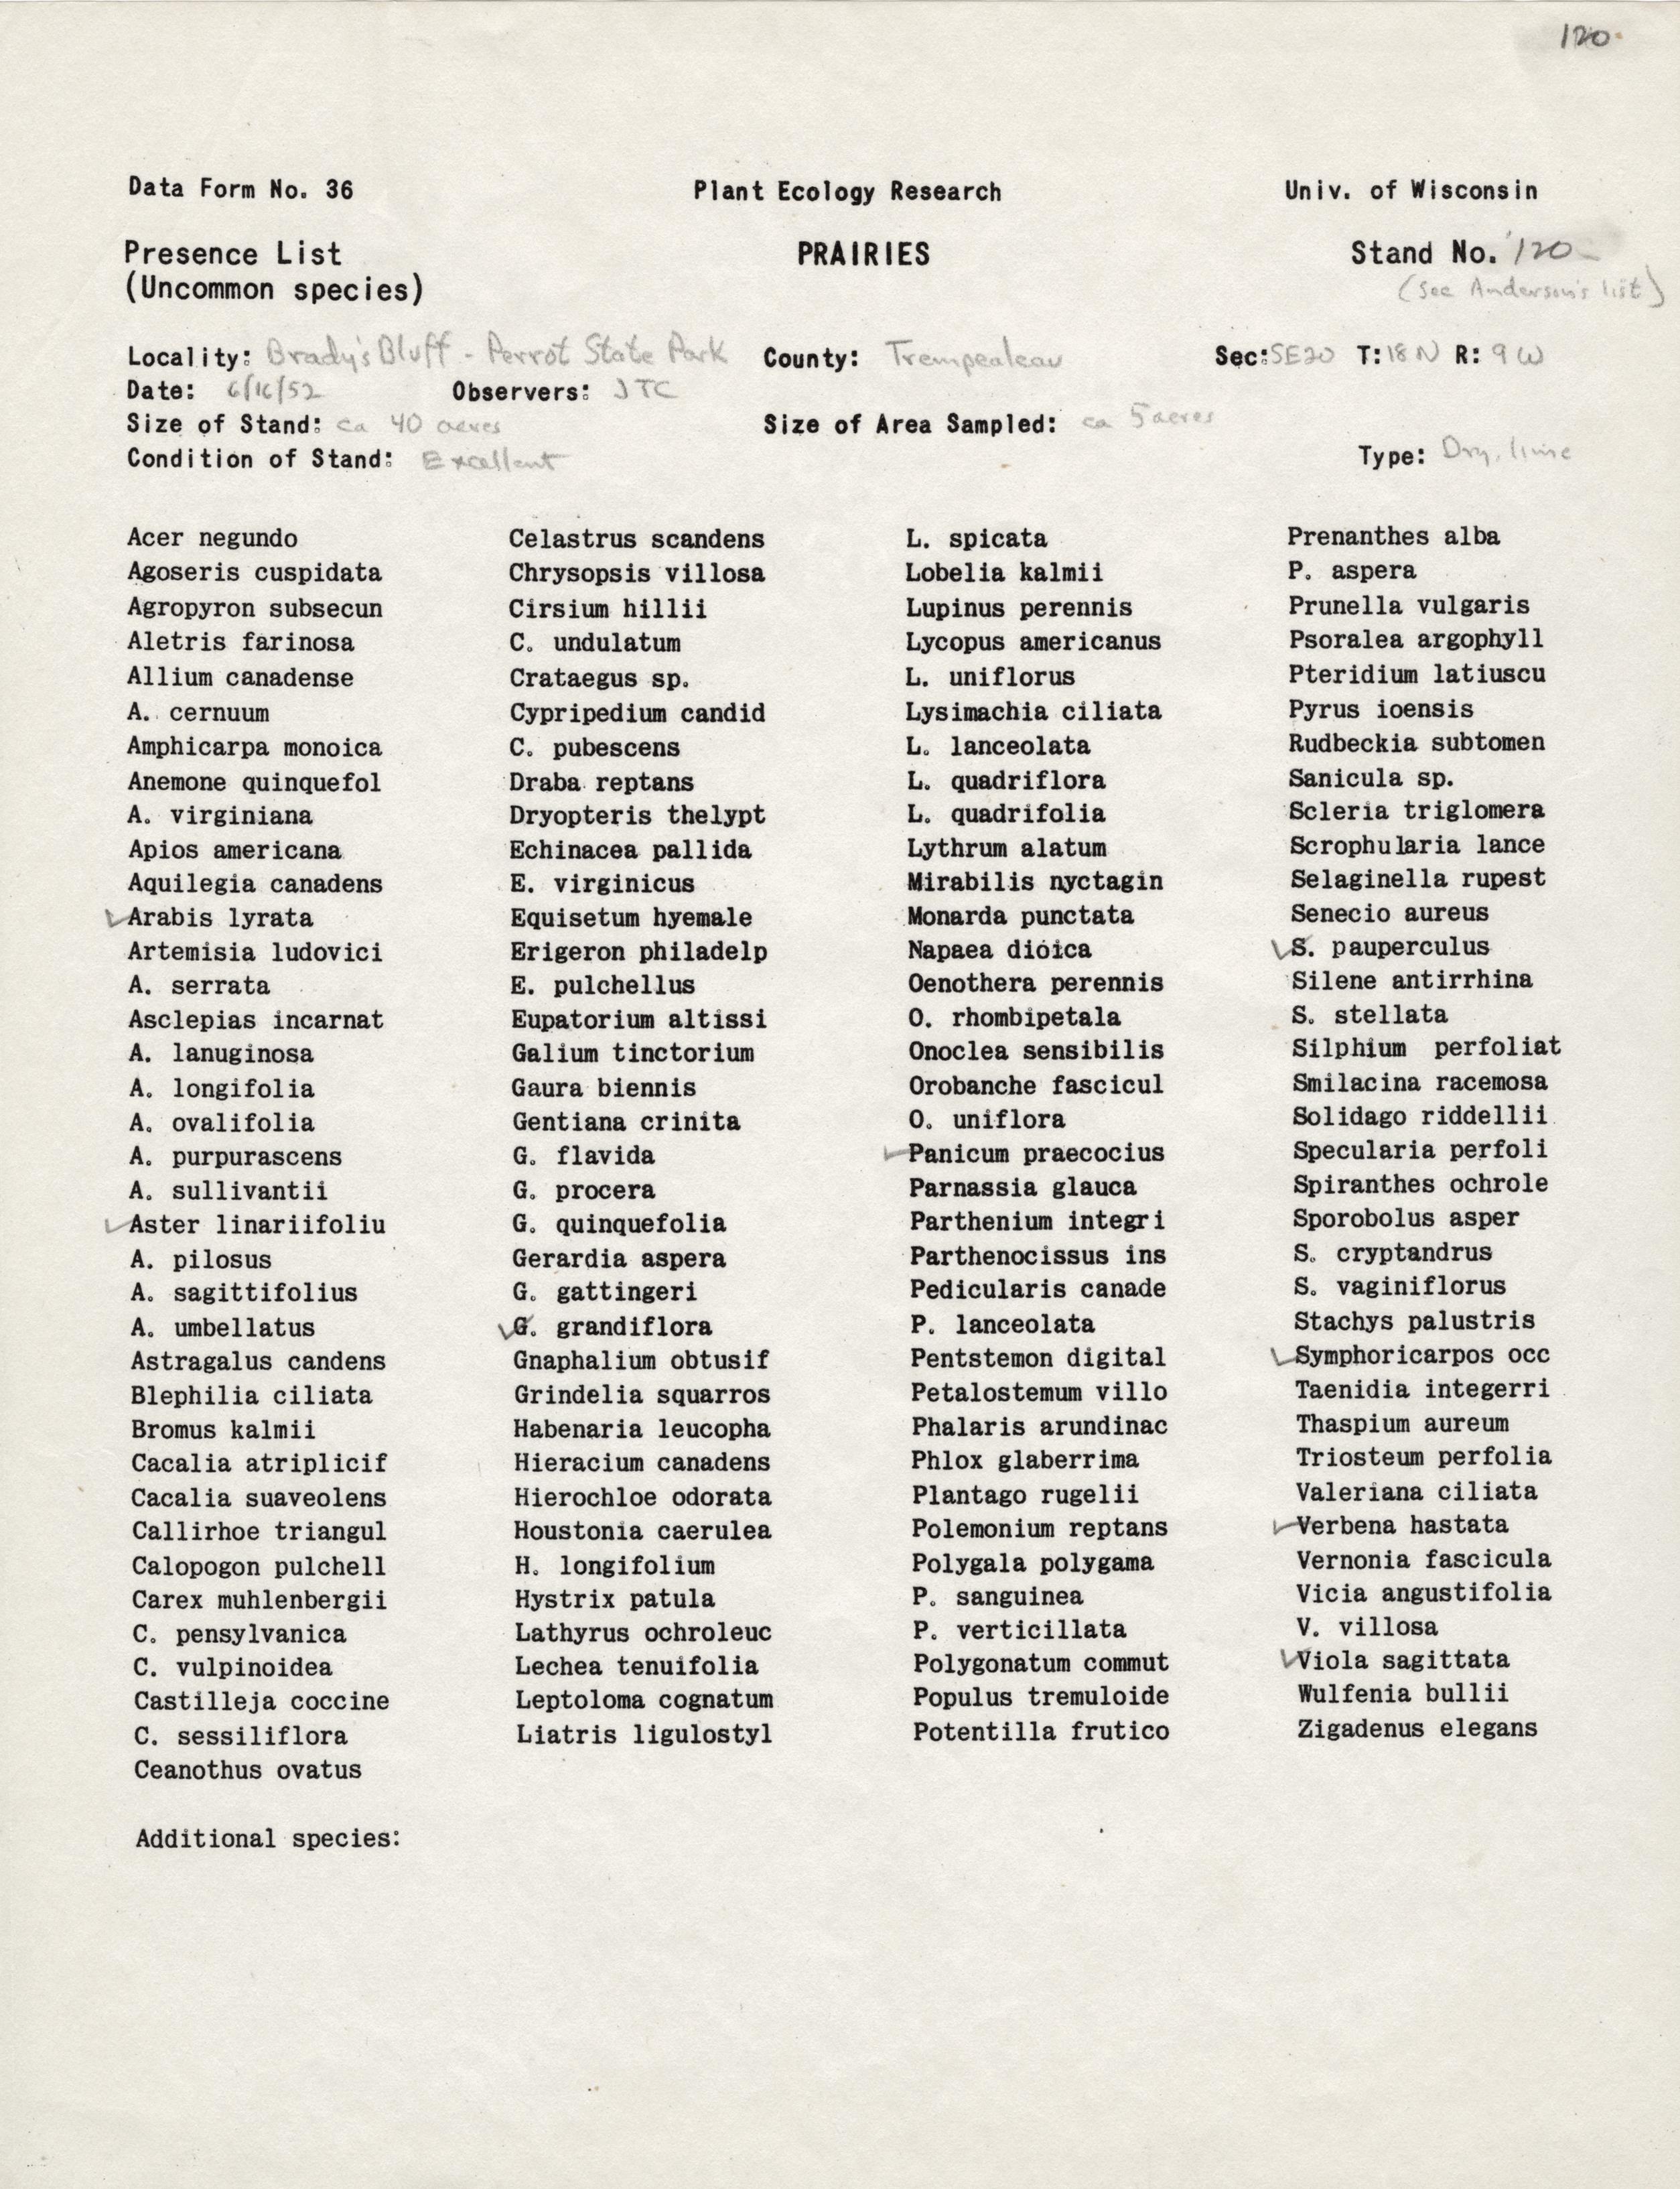 120
Data Form No. 36 Plant Ecology Research Univ. of Wisconsin
Presence List PRAIRIES Stand No. 120
(Uncommon species) (See Anderson's list)
Locality: Brady's Bluff - Perrot State Park County: Trempealeau Sec: SE20 T: 18 N R: 9 W
Date: 6/16/52 Observers: JTC
Size of Stand: ca 40 acres Size of Area Sampled: ca 5 acres
Condition of Stand: Excellent Type: Dry, lime
Acer negundo
Agoseris cuspidata
Agropyron subsecun
Aletris farinosa
Allium canadense
A. cernuum
Amphicarpa monoica
Anemone quinquefol
A. virginiana
Apios americana
Aquilegia canadens
✓Arabis lyrata
Artemisia ludovici
A. serrata
Asclepias incarnat
A. lanuginosa
A. longifolia
A. ovalifolia
A. purpurascens
A. sullivantii
✓Aster linariifoliu
A. pilosus
A. sagittifolius
A. umbellatus
Astragalus candens
Blephilia ciliata
Bromus kalmii
Cacalia atriplicif
Cacalia suaveolens
Callirhoe triangul
Calopogon pulchell
Carex muhlenbergii
C. pensylvanica
C. vulpinoidea
Castilleja coccine
C. sessiliflora
Ceanothus ovatus
Celastrus scandens
Chrysopsis villosa
Cirsium hillii
C. undulatum
Crataegus sp.
Cypripedium candid
C. pubescens
Draba reptans
Dryopteris thelypt
Echinacea pallida
E. virginicus
Equisetum hyemale
Erigeron philadelp
E. pulchellus
Eupatorium altissi
Galium tinctorium
Gaura biennis
Gentiana crinita
G. flavida
G. procera
G. quinquefolia
Gerardia aspera
G. gattingeri
✓G. grandiflora
Gnaphalium obtusif
Grindelia squarros
Habenaria leucopha
Hieracium canadens
Hierochloe odorata
Houstonia caerulea
H. longifolium
Hystrix patula
Lathyrus ochroleuc
Lechea tenuifolia
Leptoloma cognatum
Liatris ligulostyl
L. spicata
Lobelia kalmii
Lupinus perennis
Lycopus americanus
L. uniflorus
Lysimachia ciliata
L. lanceolata
L. quadriflora
L. quadrifolia
Lythrum alatum
Mirabilis nyctagin
Monarda punctata
Napaea dioica
Oenothera perennis
O. rhombipetala
Onoclea sensibilis
Orobanche fascicul
O. uniflora
✓Panicum praecocius
Parnassia glauca
Parthenium integri
Parthenocissus ins
Pedicularis canade
P. lanceolata
Pentstemon digital
Petalostemum villo
Phalaris arundinac
Phlox glaberrima
Plantago rugelii
Polemonium reptans
Polygala polygama
P. sanguinea
P. verticillata
Polygonatum commut
Populus tremuloide
Potentilla frutico
Prenanthes alba
P. aspera
Prunella vulgaris
Psoralea argophyll
Pteridium latiuscu
Pyrus ioensis
Rudbeckia subtomen
Sanicula sp.
Scleria triglomera
Scrophularia lance
Selaginella rupest
Senecio aureus
✓S. pauperculus
Silene antirrhina
S. stellata
Silphium perfoliat
Smilacina racemosa
Solidago riddellii
Specularia perfoli
Spiranthes ochrole
Sporobolus asper
S. cryptandrus
S. vaginiflorus
Stachys palustris
✓Symphoricarpos occ
Taenidia integerri
Thaspium aureum
Triosteum perfolia
Valeriana ciliata
✓Verbena hastata
Vernonia fascicula
Vicia angustifolia
V. villosa
✓Viola sagittata
Wulfenia bullii
Zigadenus elegans
Additional species: